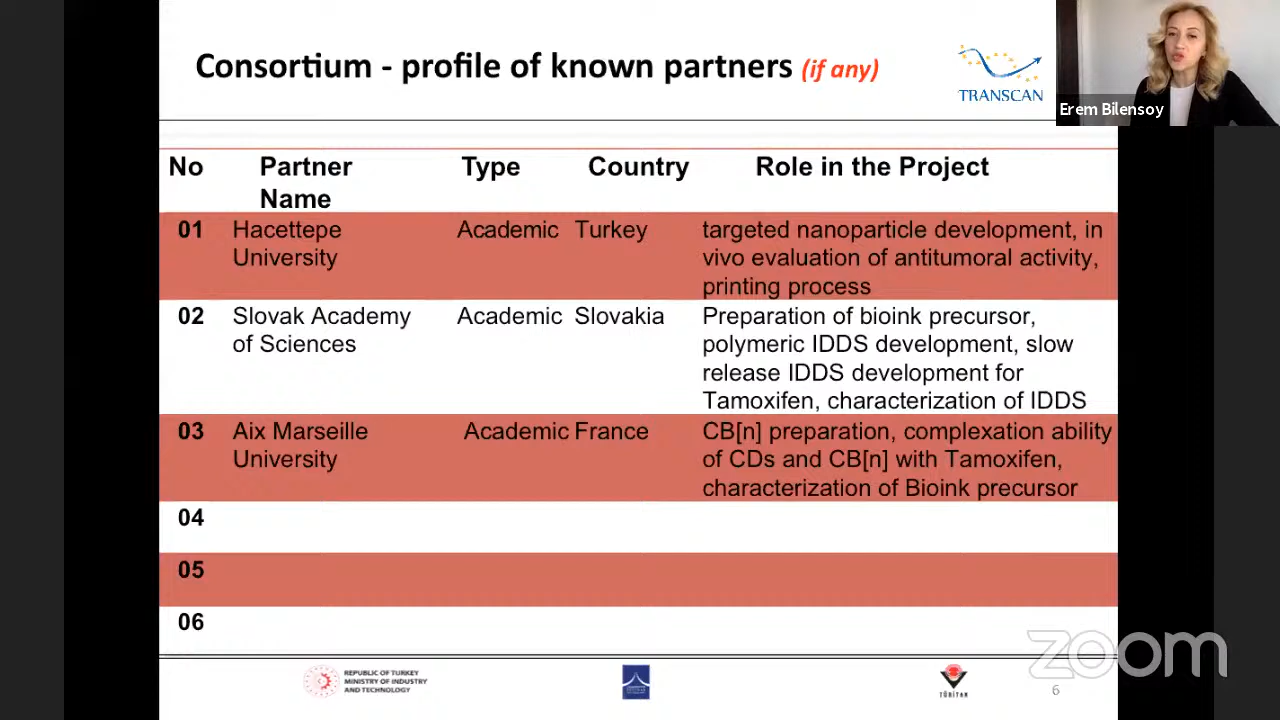 Consortium - profile of known partners (if any)
TRANSCAN
Erem Bilensoy
No Partner Name Type Country Role in the Project
01 Hacettepe University Academic Turkey targeted nanoparticle development, in
vivo evaluation of antitumoral activity,
printing process
02 Slovak Academy of Sciences Academic Slovakia Preparation of bioink precursor,
polymeric IDDS development, slow
release IDDS development for
Tamoxifen, characterization of IDDS
03 Aix Marseille University Academic France CB[n] preparation, complexation ability
of CDs and CB[n] with Tamoxifen,
characterization of Bioink precursor
04
05
06
zoom
REPUBLIC OF TURKEY
MINISTRY OF INDUSTRY
AND TECHNOLOGY
TÜBİTAK
6